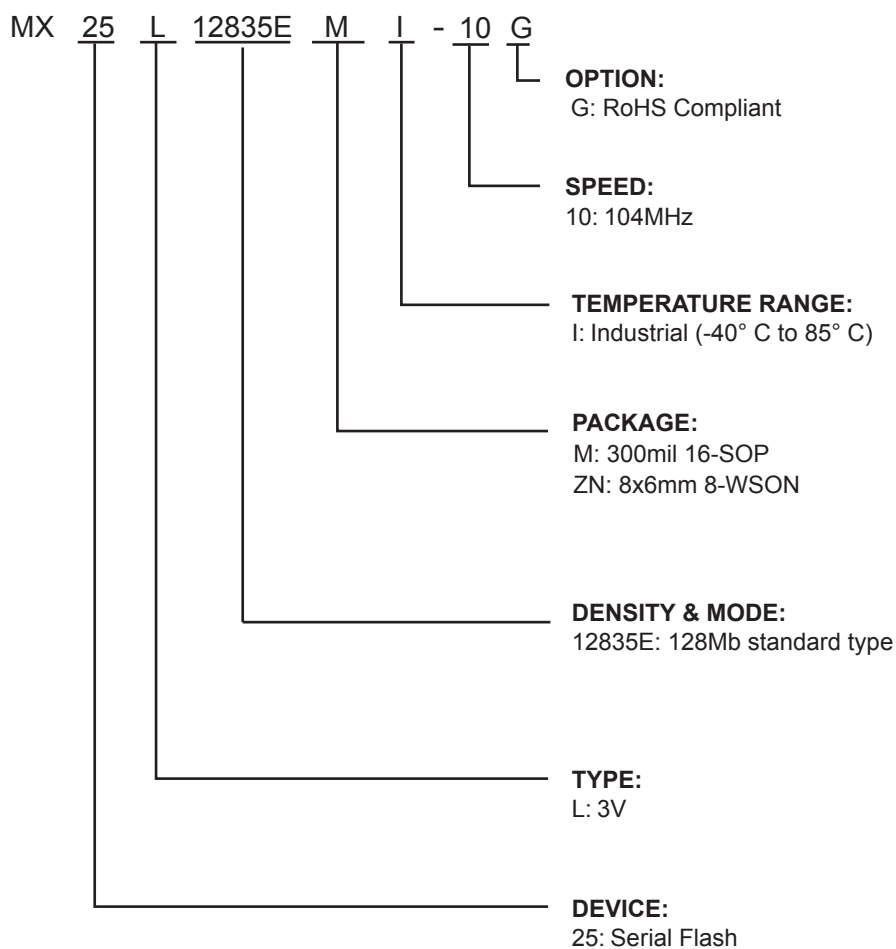 MX 25 L 12835E M I - 10 G
OPTION:
G: RoHS Compliant
SPEED:
10: 104MHz
TEMPERATURE RANGE:
I: Industrial (-40° C to 85° C)
PACKAGE:
M: 300mil 16-SOP
ZN: 8x6mm 8-WSON
DENSITY & MODE:
12835E: 128Mb standard type
TYPE:
L: 3V
DEVICE:
25: Serial Flash